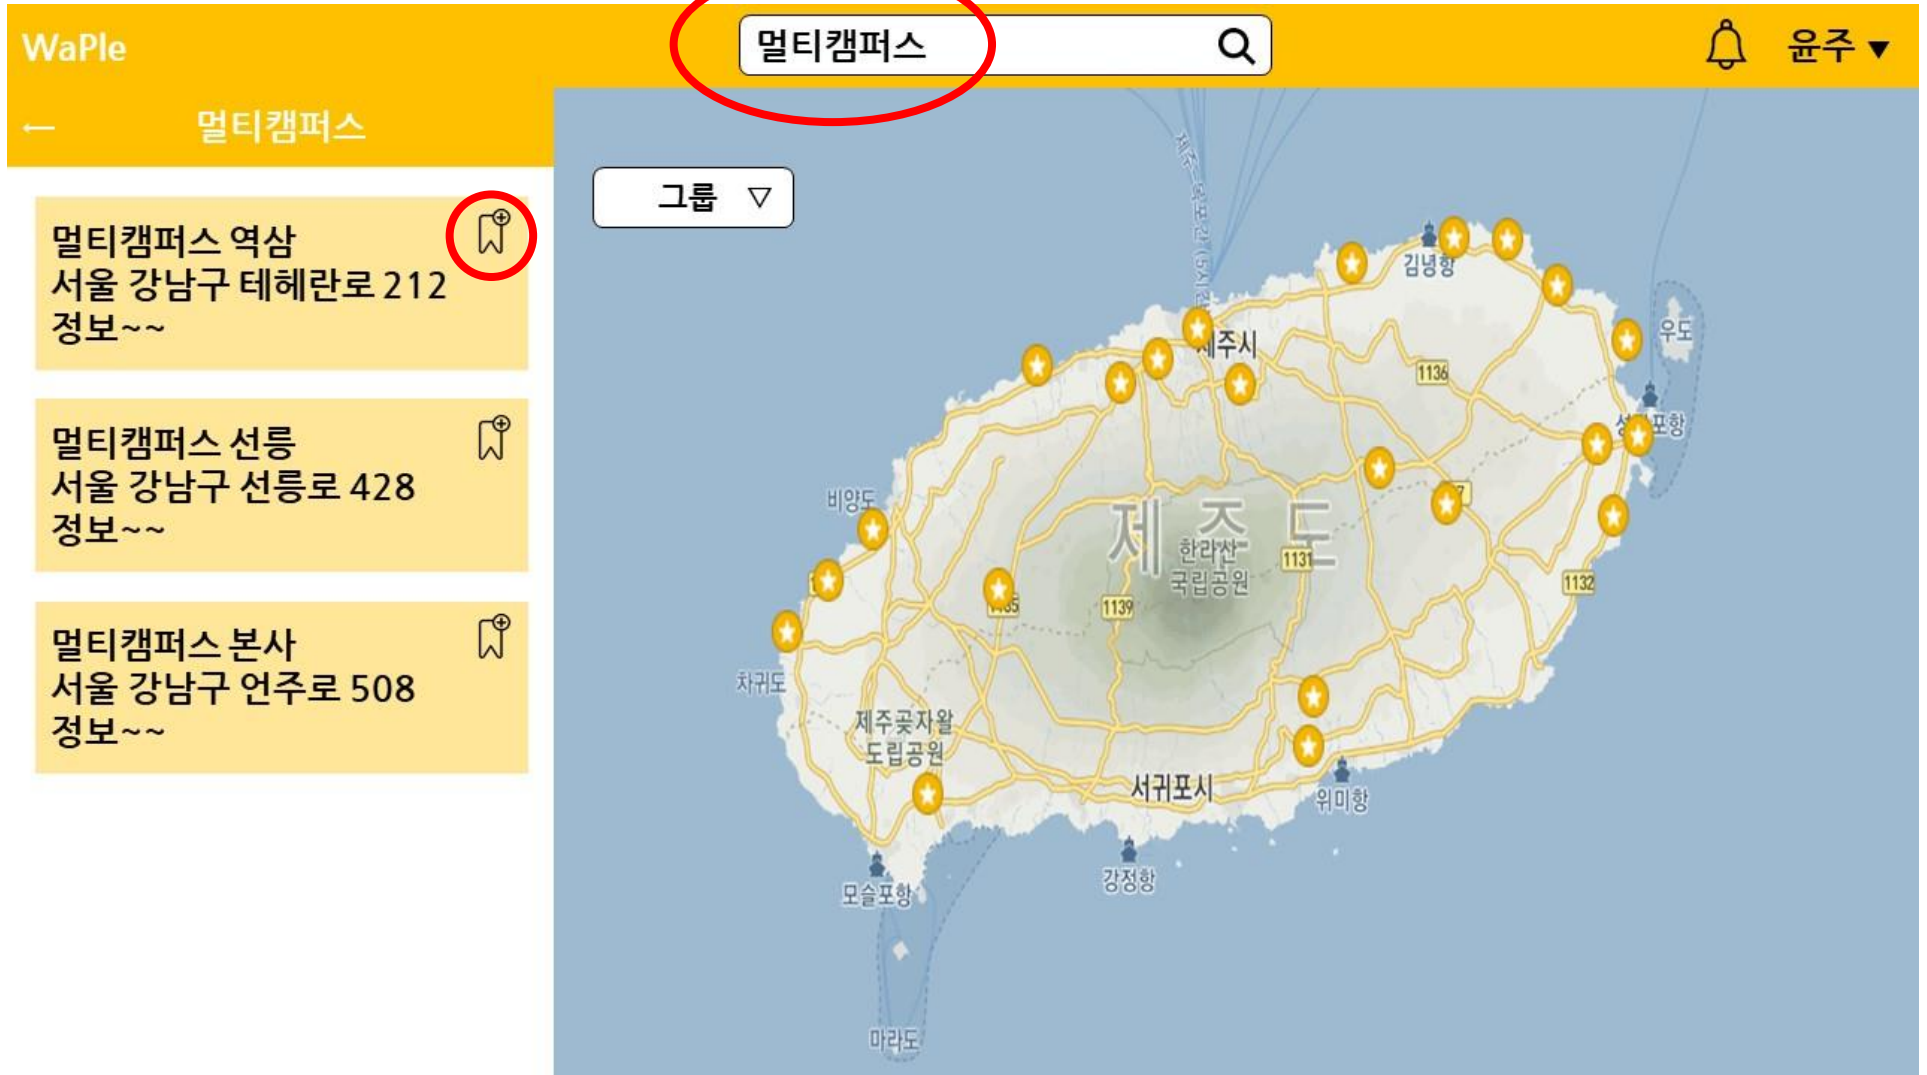 WaPle
멀티캠퍼스
윤주 ▼
← 멀티캠퍼스
멀티캠퍼스 역삼
서울 강남구 테헤란로 212
정보~~
멀티캠퍼스 선릉
서울 강남구 선릉로 428
정보~~
멀티캠퍼스 본사
서울 강남구 언주로 508
정보~~
그룹 ▽
김녕항
우도
제주시
1136
포항
비양도
제주도
한라산
국립공원
1131
1132
1139
차귀도
제주곶자왈
도립공원
서귀포시
위미항
강정항
모슬포항
마라도